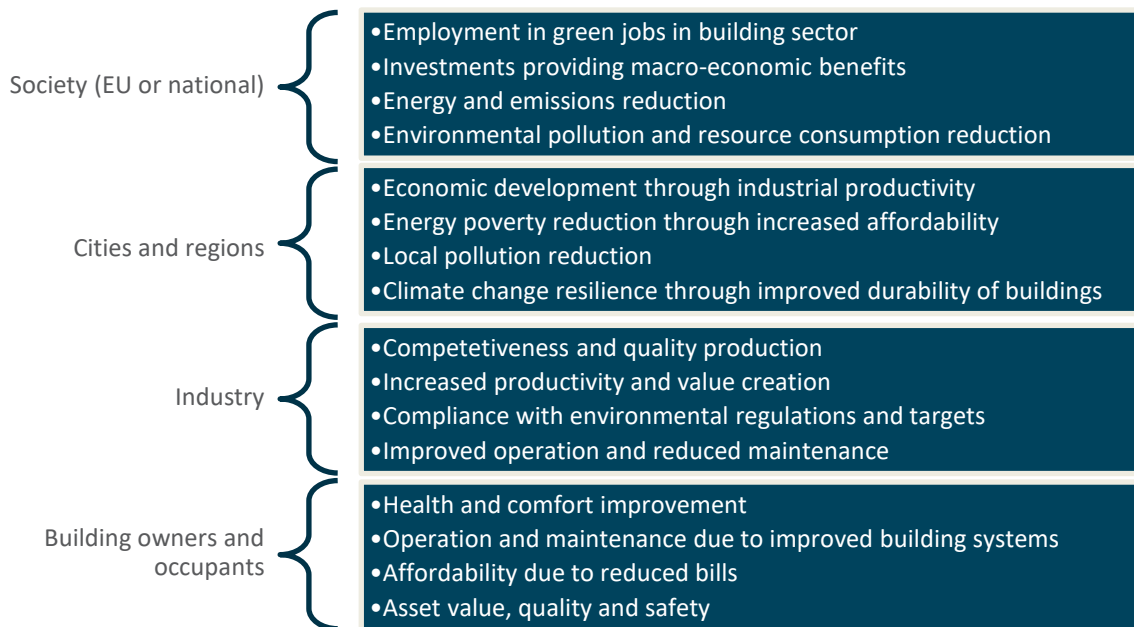 Society (EU or national)
•Employment in green jobs in building sector
•Investments providing macro-economic benefits
•Energy and emissions reduction
•Environmental pollution and resource consumption reduction
Cities and regions
•Economic development through industrial productivity
•Energy poverty reduction through increased affordability
•Local pollution reduction
•Climate change resilience through improved durability of buildings
Industry
•Competetiveness and quality production
•Increased productivity and value creation
•Compliance with environmental regulations and targets
•Improved operation and reduced maintenance
Building owners and
occupants
•Health and comfort improvement
•Operation and maintenance due to improved building systems
•Affordability due to reduced bills
•Asset value, quality and safety